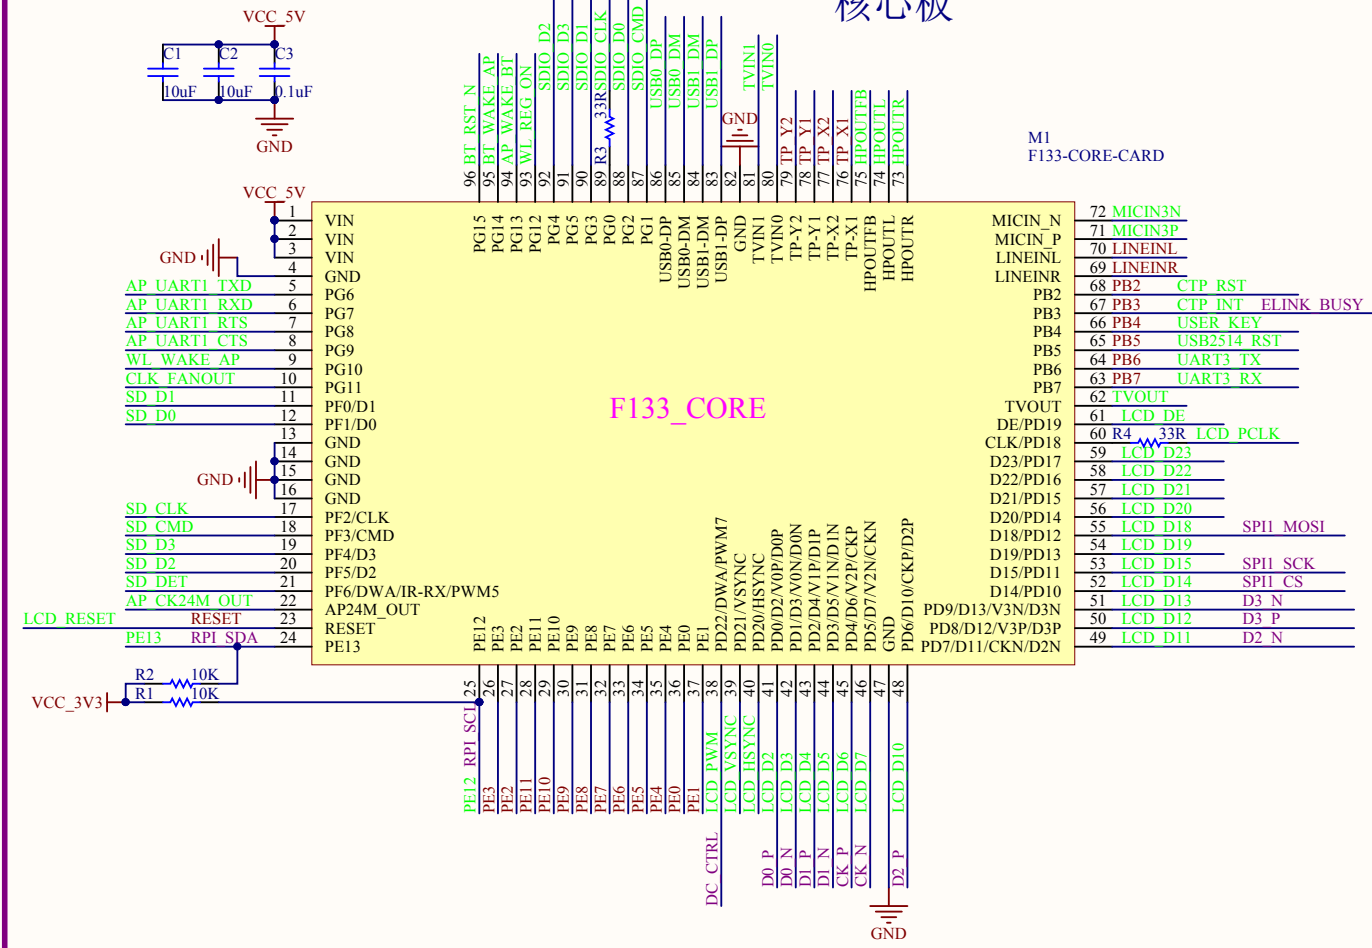 核心板
VCC_5V
C1
C2
C3
10uF
10uF
0.1uF
GND
M1
F133-CORE-CARD
F133_CORE
VCC_5V
1 VIN
2 VIN
3 VIN
GND
4 GND
AP_UART1_TXD 5 PG6
AP_UART1_RXD 6 PG7
AP_UART1_RTS 7 PG8
AP_UART1_CTS 8 PG9
WL_WAKE_AP 9 PG10
CLK_FANOUT 10 PG11
SD_D1 11 PF0/D1
SD_D0 12 PF1/D0
13 GND
14 GND
GND 15 GND
16 GND
SD_CLK 17 PF2/CLK
SD_CMD 18 PF3/CMD
SD_D3 19 PF4/D3
SD_D2 20 PF5/D2
SD_DET 21 PF6/DWA/IR-RX/PWM5
AP_CK24M_OUT 22 AP24M_OUT
LCD_RESET RESET 23 RESET
PE13 RPI_SDA 24 PE13
R2 10K
R1 10K
VCC_3V3
96 BT_RST_N PG15
95 BT_WAKE_AP PG14
94 AP_WAKE_BT PG13
93 WL_REG_ON PG12
92 SDIO_D2 PG4
91 SDIO_D3 PG5
90 SDIO_D1 PG3
89 R3 33R SDIO_CLK PG0
88 SDIO_D0 PG2
87 SDIO_CMD PG1
86 USB0_DP USB0-DP
85 USB0_DM USB0-DM
84 USB1_DM USB1-DM
83 USB1_DP USB1-DP
82 GND GND
81 TVIN1 TVIN1
80 TVIN0 TVIN0
79 TP_Y2 TP-Y2
78 TP_Y1 TP-Y1
77 TP_X2 TP-X2
76 TP_X1 TP-X1
75 HPOUTFB HPOUTFB
74 HPOUTL HPOUTL
73 HPOUTR HPOUTR
MICIN_N 72 MICIN3N
MICIN_P 71 MICIN3P
LINEINL 70 LINEINL
LINEINR 69 LINEINR
PB2 68 PB2 CTP_RST
PB3 67 PB3 CTP_INT ELINK_BUSY
PB4 66 PB4 USER_KEY
PB5 65 PB5 USB2514_RST
PB6 64 PB6 UART3_TX
PB7 63 PB7 UART3_RX
TVOUT 62 TVOUT
DE/PD19 61 LCD_DE
CLK/PD18 60 R4 33R LCD_PCLK
D23/PD17 59 LCD_D23
D22/PD16 58 LCD_D22
D21/PD15 57 LCD_D21
D20/PD14 56 LCD_D20
D18/PD12 55 LCD_D18 SPI1_MOSI
D19/PD13 54 LCD_D19
D15/PD11 53 LCD_D15 SPI1_SCK
D14/PD10 52 LCD_D14 SPI1_CS
PD9/D13/V3N/D3N 51 LCD_D13 D3_N
PD8/D12/V3P/D3P 50 LCD_D12 D3_P
PD7/D11/CKN/D2N 49 LCD_D11 D2_N
PE12 25 PE12 RPI_SCL
PE3 26 PE3
PE2 27 PE2
PE11 28 PE11
PE10 29 PE10
PE9 30 PE9
PE8 31 PE8
PE7 32 PE7
PE6 33 PE6
PE5 34 PE5
PE4 35 PE4
PE0 36 PE0
PE1 37 PE1
PD22/DWA/PWM7 38 LCD_PWM DC_CTRL
PD21/VSYNC 39 LCD_VSYNC
PD20/HSYNC 40 LCD_HSYNC
PD0/D2/V0P/D0P 41 LCD_D2 D0_P
PD1/D3/V0N/D0N 42 LCD_D3 D0_N
PD2/D4/V1P/D1P 43 LCD_D4 D1_P
PD3/D5/V1N/D1N 44 LCD_D5 D1_N
PD4/D6/V2P/CKP 45 LCD_D6 CK_P
PD5/D7/V2N/CKN 46 LCD_D7 CK_N
GND 47
PD6/D10/CKP/D2P 48 LCD_D10 D2_P
GND